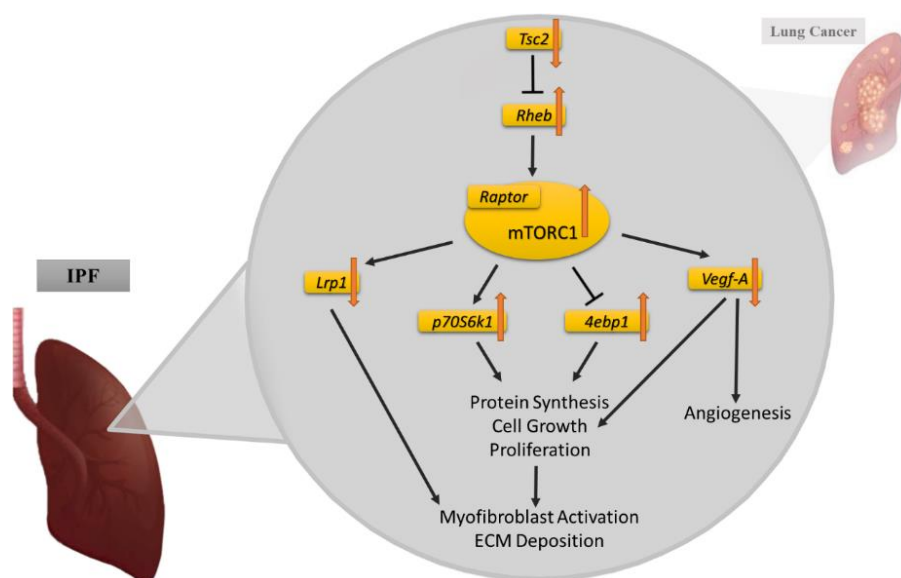 Lung Cancer
Tsc2
Rheb
Raptor
mTORC1
IPF
Lrp1
Vegf-A
p70S6k1
4ebp1
Protein Synthesis
Cell Growth
Proliferation
Angiogenesis
Myofibroblast Activation
ECM Deposition